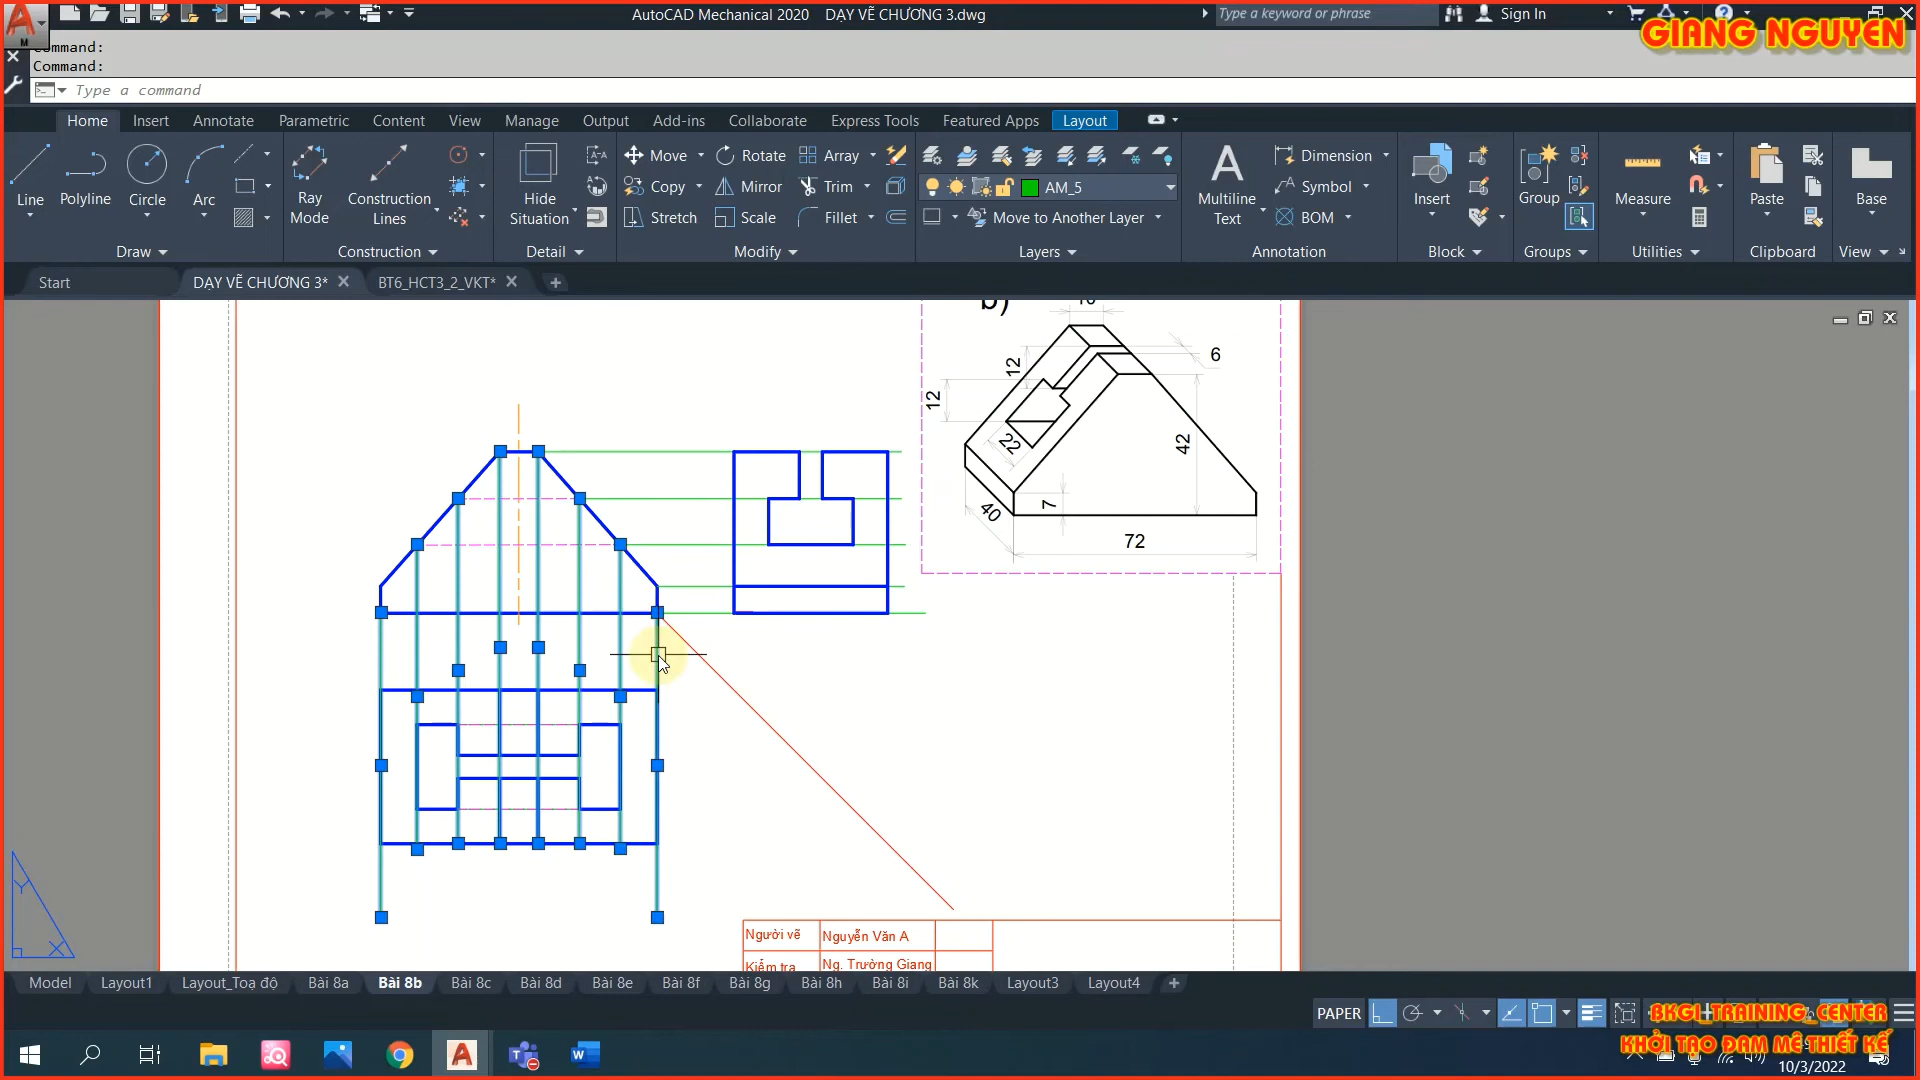 AutoCAD Mechanical 2020 DẠY VẼ CHƯƠNG 3.dwg
Type a keyword or phrase
Sign In
GIANG NGUYEN
Command:
Command:
Type a command
Home Insert Annotate Parametric Content View Manage Output Add-ins Collaborate Express Tools Featured Apps Layout
Line Polyline Circle Arc
Ray Mode
Construction Lines
Hide Situation
Move Rotate Array
Copy Mirror Trim
Stretch Scale Fillet
AM_5
Move to Another Layer
Multiline Text
Dimension
Symbol
BOM
Insert
Group
Measure
Paste
Base
Draw Construction Detail Modify Layers Annotation Block Groups Utilities Clipboard View
Start DẠY VẼ CHƯƠNG 3* BT6_HCT3_2_VKT*
b)
12
6
12
22
42
40
7
72
Y
X
Người vẽ Nguyễn Văn A
Kiểm tra Ng. Trường Giang
Model Layout1 Layout_Toạ độ Bài 8a Bài 8b Bài 8c Bài 8d Bài 8e Bài 8f Bài 8g Bài 8h Bài 8i Bài 8k Layout3 Layout4
PAPER
BKGI_TRAINING_CENTER
KHỞI TẠO ĐAM MÊ THIẾT KẾ
10/3/2022